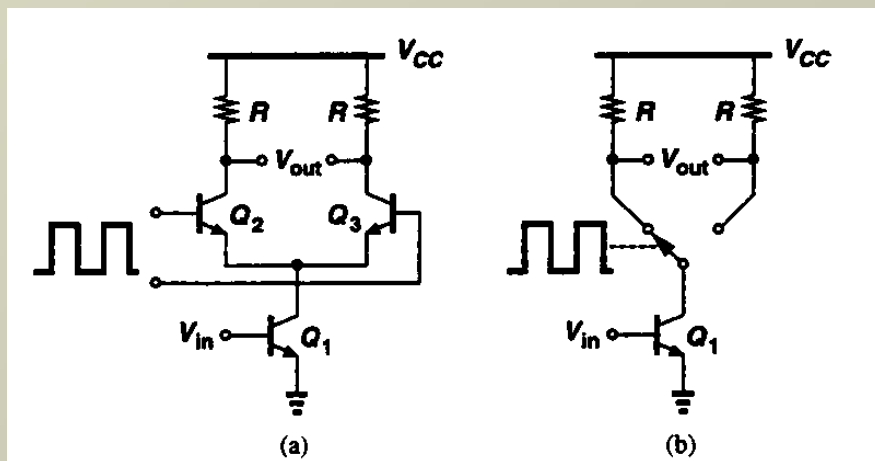 V_CC
R R
V_out
Q_2 Q_3
V_in Q_1
(a)
V_CC
R R
V_out
V_in Q_1
(b)